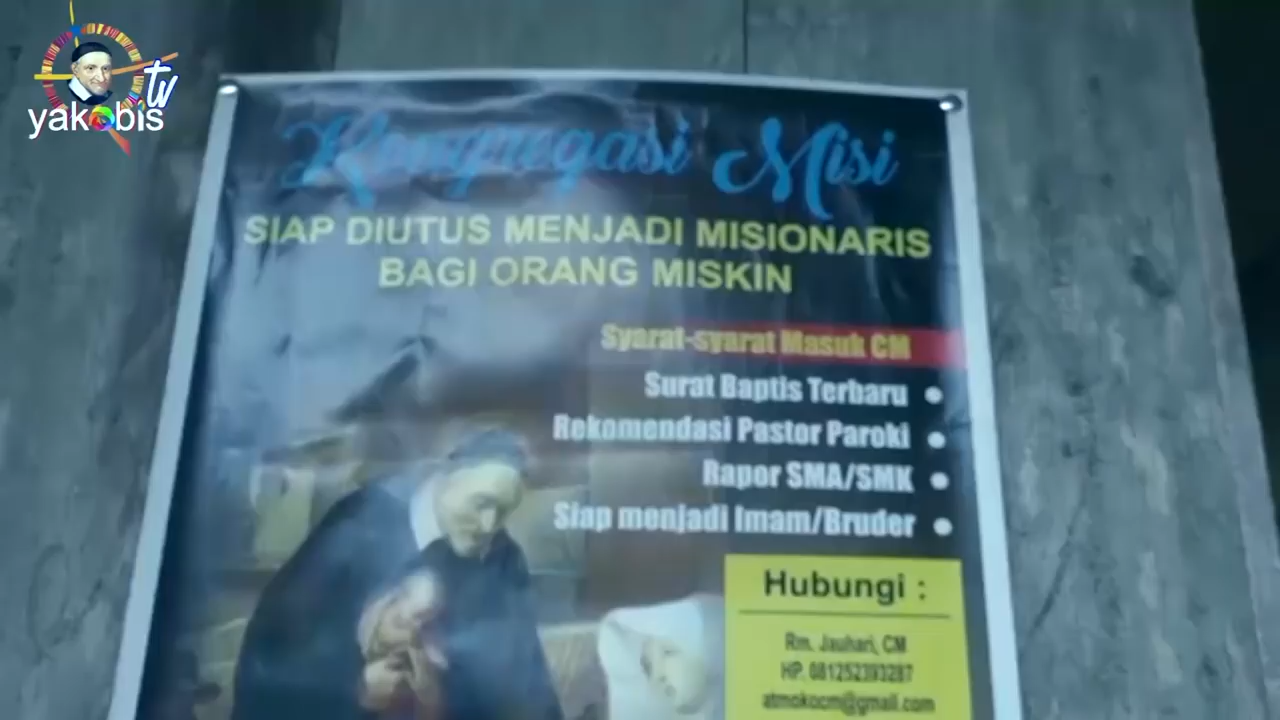 yakobis
tv
Kongregasi Misi
SIAP DIUTUS MENJADI MISIONARIS
BAGI ORANG MISKIN
Syarat-syarat Masuk CM
Surat Baptis Terbaru
Rekomendasi Pastor Paroki
Rapor SMA/SMK
Siap menjadi Imam/Bruder
Hubungi :
Rm. Jauhari, CM
HP. 081252393287
atmokocm@gmail.com